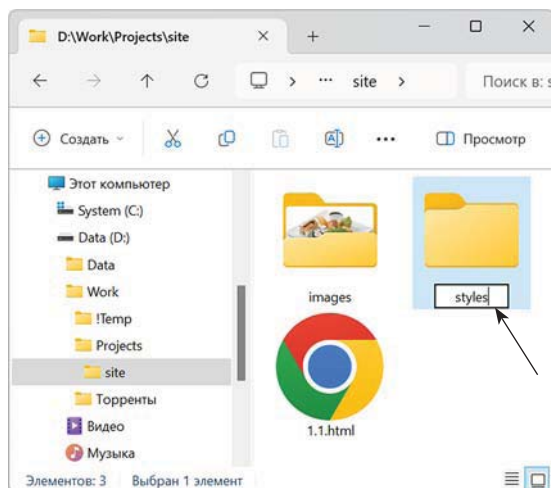 D:\Work\Projects\site
site
Поиск в: s
Создать
Просмотр
Этот компьютер
System (C:)
Data (D:)
Data
Work
!Temp
Projects
site
Торренты
Видео
Музыка
images
styles
1.1.html
Элементов: 3 Выбран 1 элемент